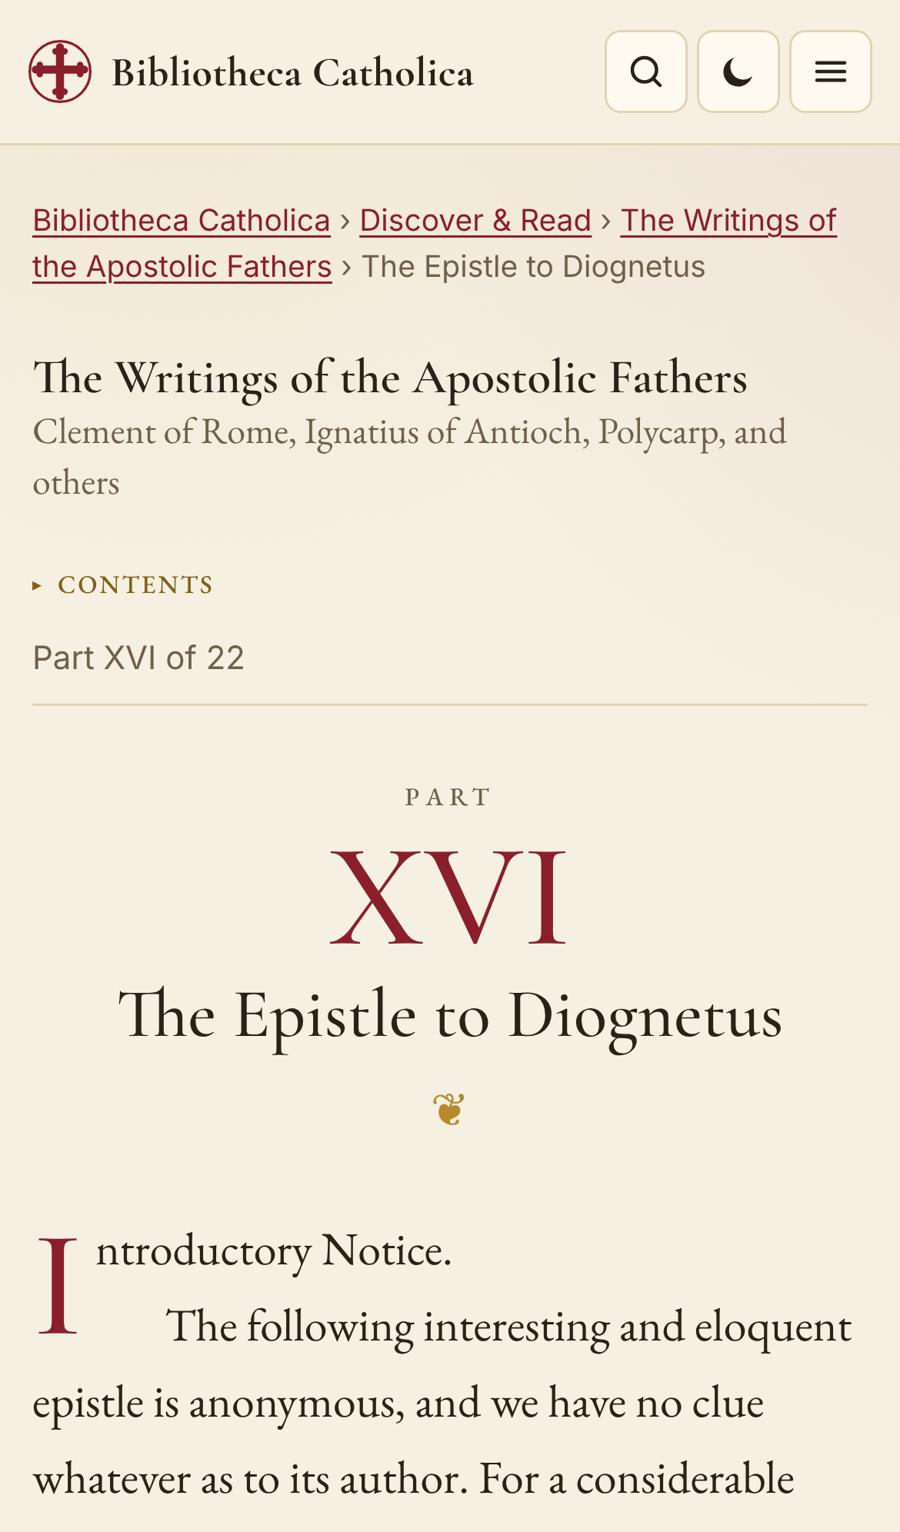 Bibliotheca Catholica
Bibliotheca Catholica › Discover & Read › The Writings of
the Apostolic Fathers › The Epistle to Diognetus
The Writings of the Apostolic Fathers
Clement of Rome, Ignatius of Antioch, Polycarp, and
others
▸ CONTENTS
Part XVI of 22
PART
XVI
The Epistle to Diognetus
❦
Introductory Notice.
The following interesting and eloquent
epistle is anonymous, and we have no clue
whatever as to its author. For a considerable